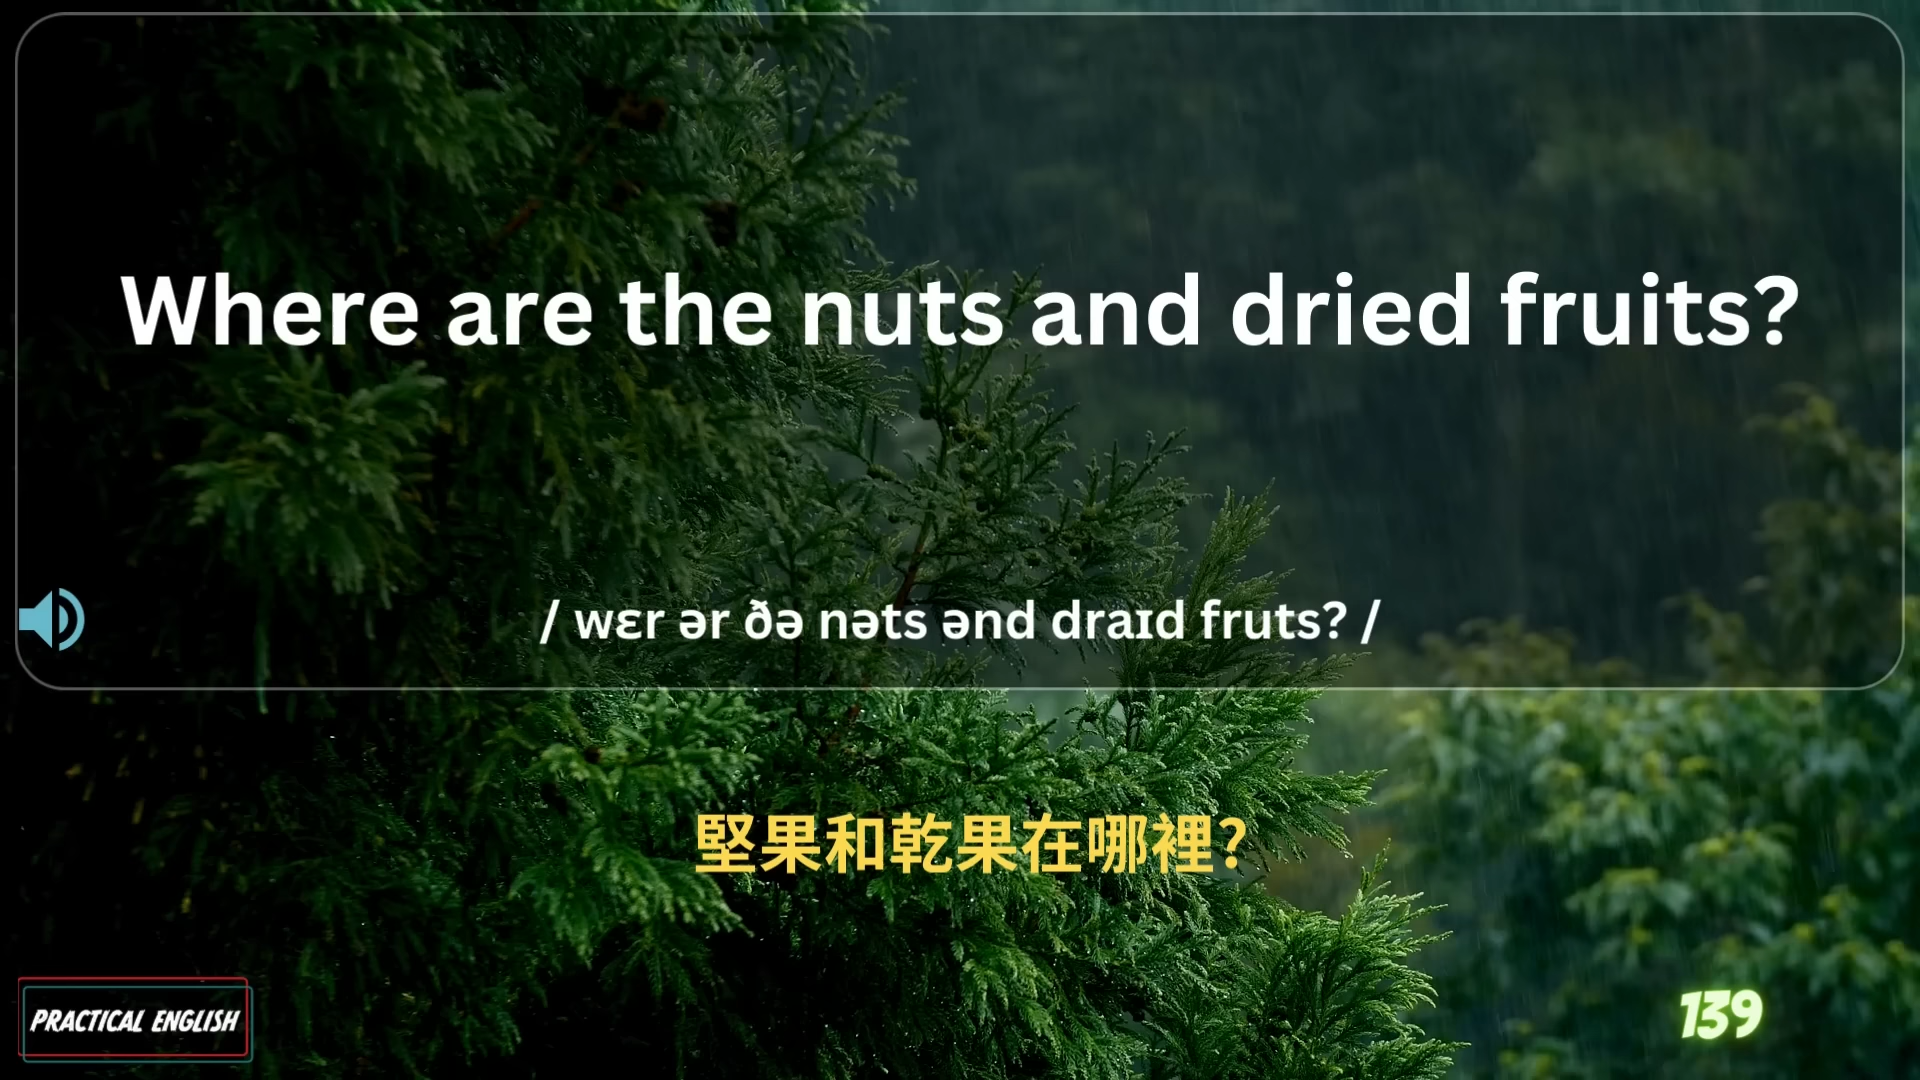 Where are the nuts and dried fruits?
/ wɛr ər ðə nəts ənd draɪd fruts? /
堅果和乾果在哪裡?
PRACTICAL ENGLISH
139